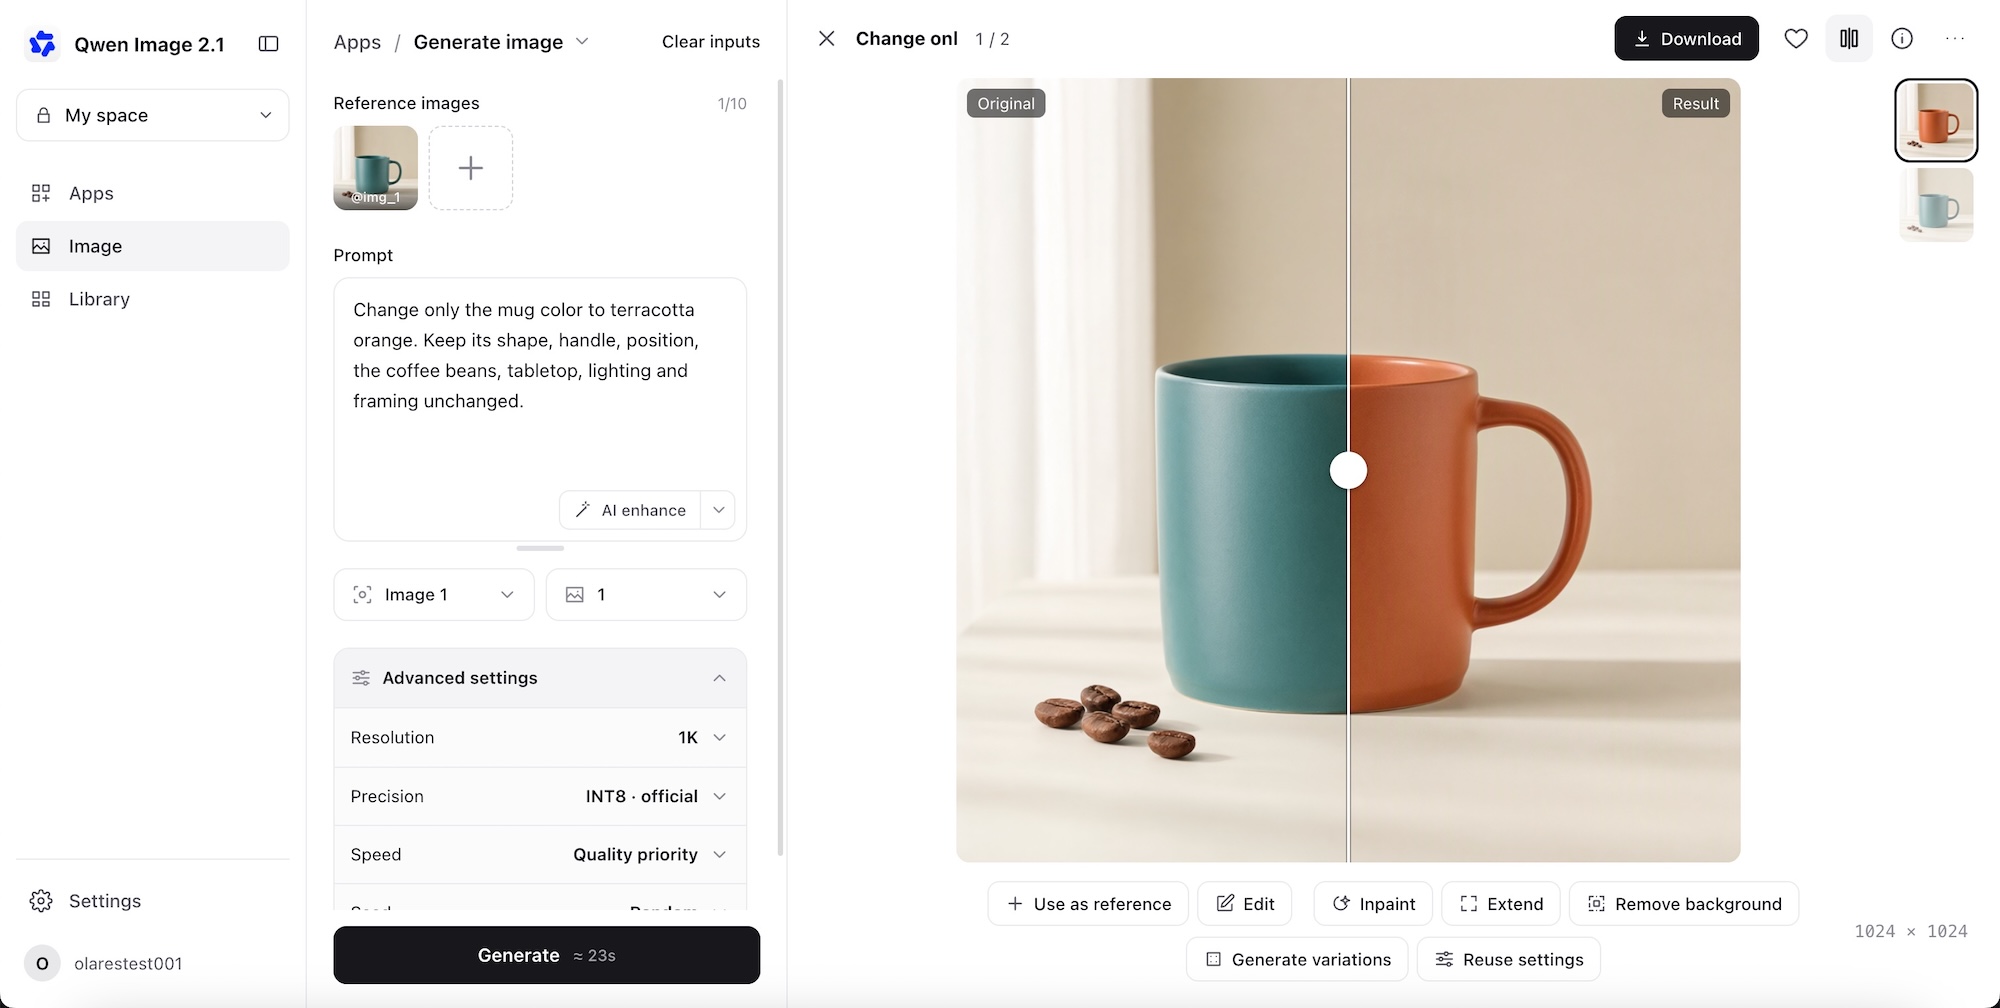 Qwen Image 2.1
My space
Apps
Image
Library
Settings
O
olarestest001
Apps / Generate image
Clear inputs
Reference images
1/10
@img_1
Prompt
Change only the mug color to terracotta
orange. Keep its shape, handle, position,
the coffee beans, tabletop, lighting and
framing unchanged.
AI enhance
Image 1
1
Advanced settings
Resolution
1K
Precision
INT8 · official
Speed
Quality priority
Seed
Random
Generate ≈ 23s
Change onl
1 / 2
Download
Original
Result
Use as reference
Edit
Inpaint
Extend
Remove background
Generate variations
Reuse settings
1024 × 1024